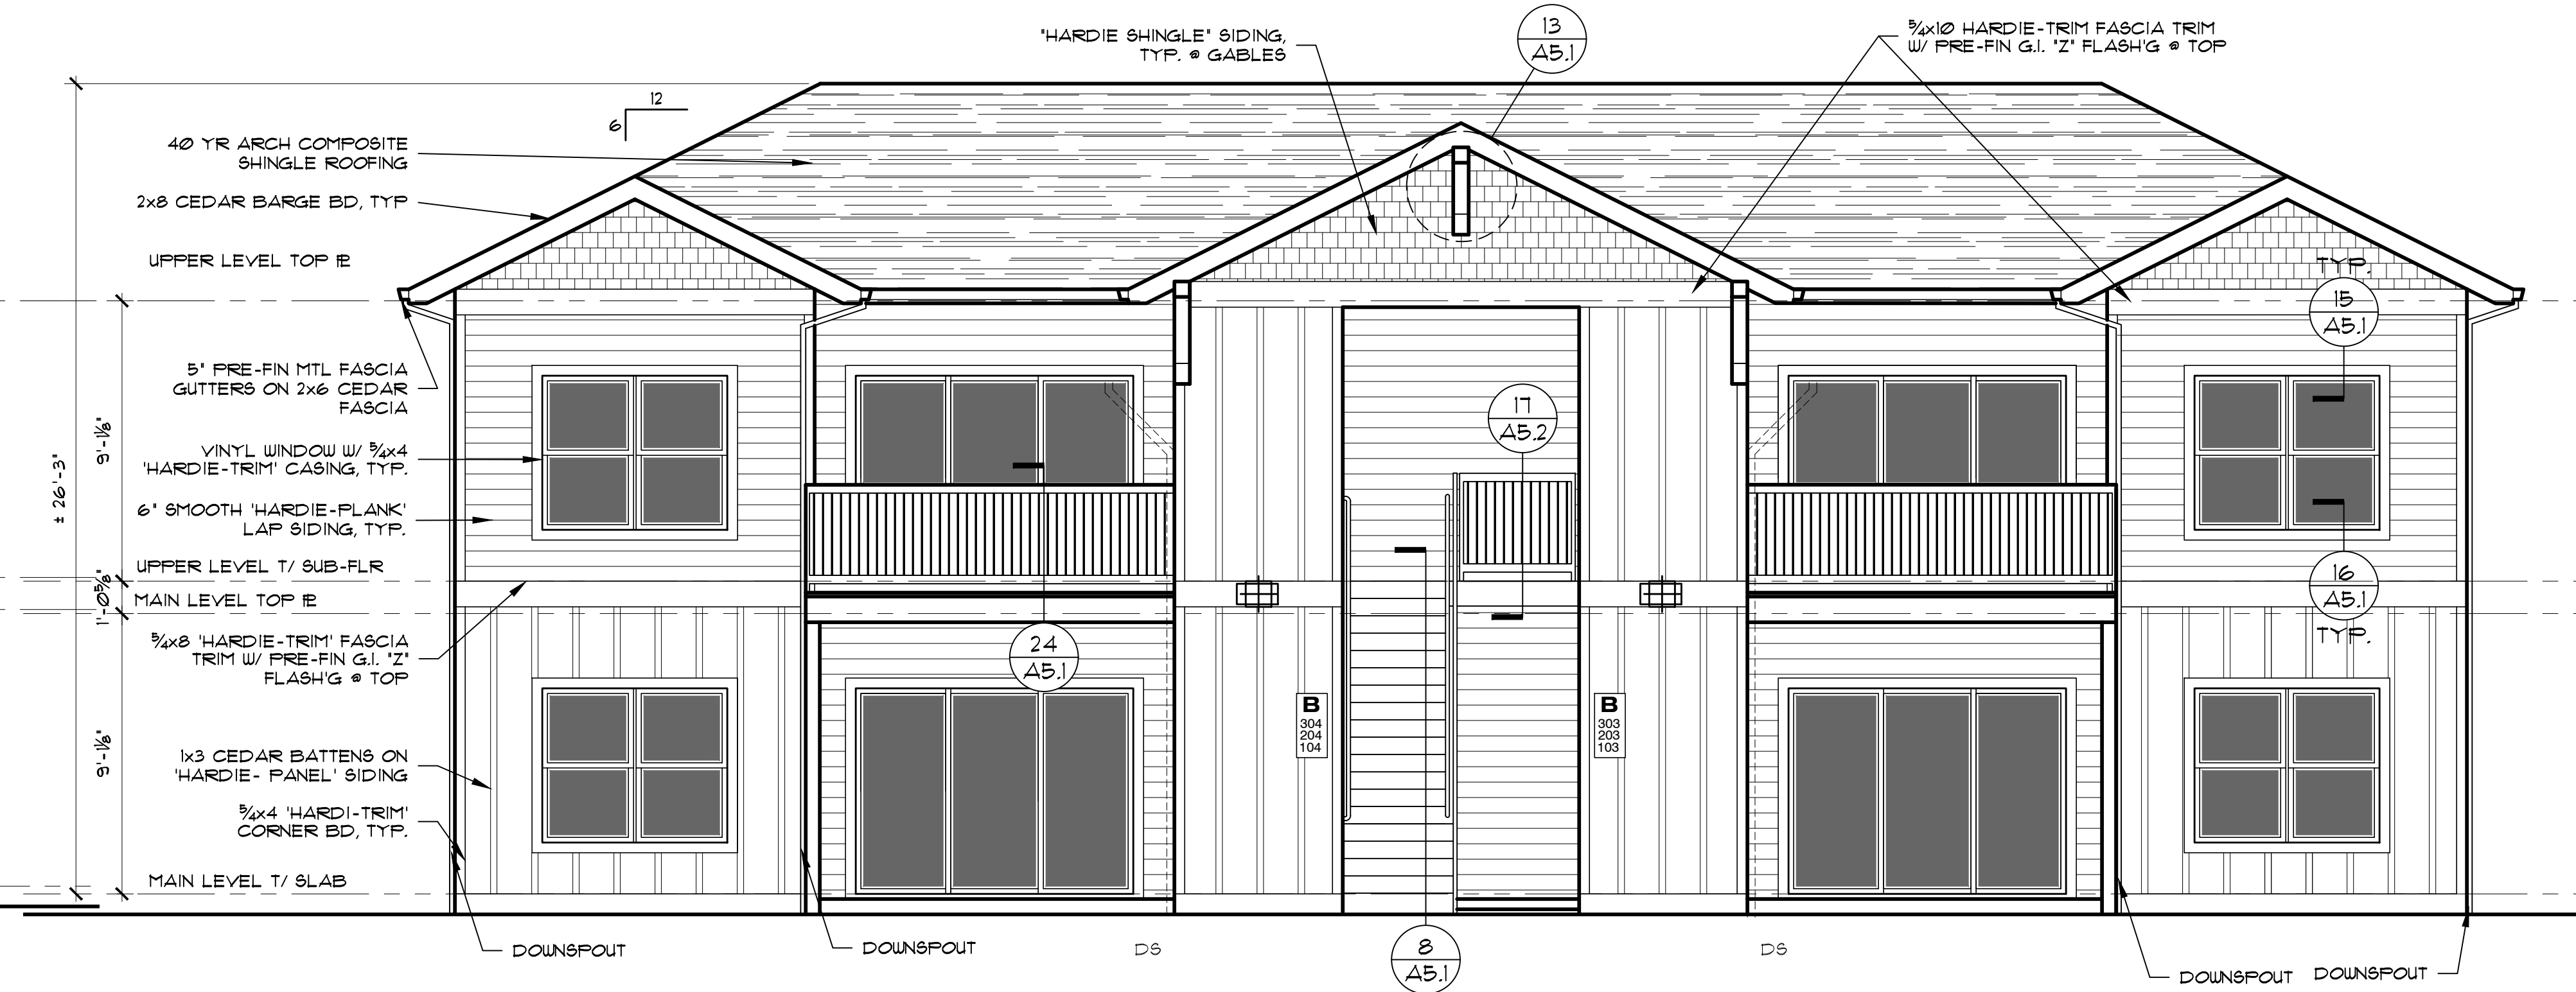 "HARDIE SHINGLE" SIDING,
TYP. @ GABLES
13
A5.1
5/4x10 HARDIE-TRIM FASCIA TRIM
W/ PRE-FIN G.I. "Z" FLASH'G @ TOP
12
6
40 YR ARCH COMPOSITE
SHINGLE ROOFING
2x8 CEDAR BARGE BD, TYP
UPPER LEVEL TOP PL
TYP.
15
A5.1
5" PRE-FIN MTL FASCIA
GUTTERS ON 2x6 CEDAR
FASCIA
9'-1 1/8"
± 26'-3"
17
A5.2
VINYL WINDOW W/ 5/4x4
'HARDIE-TRIM' CASING, TYP.
6" SMOOTH 'HARDIE-PLANK'
LAP SIDING, TYP.
UPPER LEVEL T/ SUB-FLR
1'-0 5/8"
MAIN LEVEL TOP PL
16
A5.1
TYP.
5/4x8 'HARDIE-TRIM' FASCIA
TRIM W/ PRE-FIN G.I. "Z"
FLASH'G @ TOP
24
A5.1
B
304
204
104
B
303
203
103
9'-1 1/8"
1x3 CEDAR BATTENS ON
'HARDIE- PANEL' SIDING
5/4x4 'HARDI-TRIM'
CORNER BD, TYP.
MAIN LEVEL T/ SLAB
DOWNSPOUT
DOWNSPOUT
DS
8
A5.1
DS
DOWNSPOUT
DOWNSPOUT